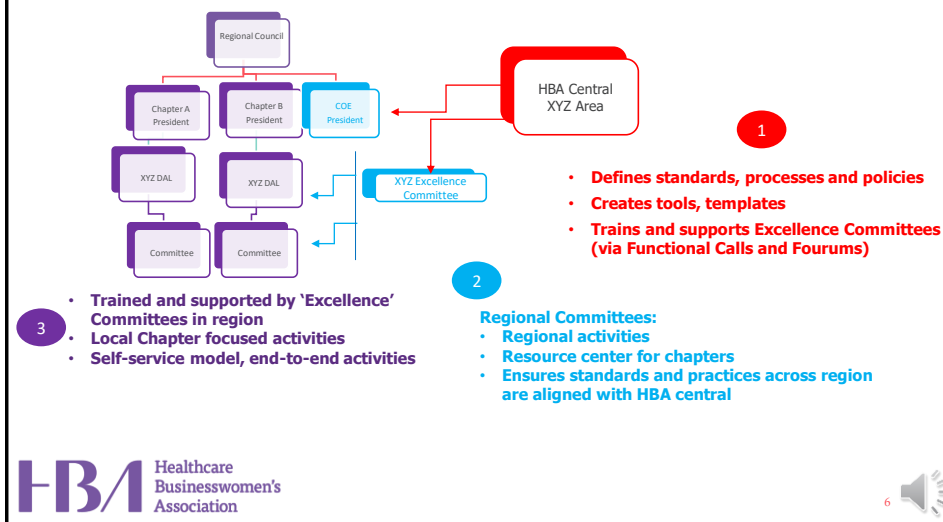 Regional Council
HBA Central
XYZ Area
Chapter A
President
Chapter B
President
COE
President
1
XYZ DAL
XYZ DAL
XYZ Excellence
Committee
• Defines standards, processes and policies
• Creates tools, templates
• Trains and supports Excellence Committees
(via Functional Calls and Fourums)
Committee
Committee
2
3
• Trained and supported by ‘Excellence’
Committees in region
• Local Chapter focused activities
• Self-service model, end-to-end activities
Regional Committees:
• Regional activities
• Resource center for chapters
• Ensures standards and practices across region
are aligned with HBA central
HBA
Healthcare
Businesswomen's
Association
6